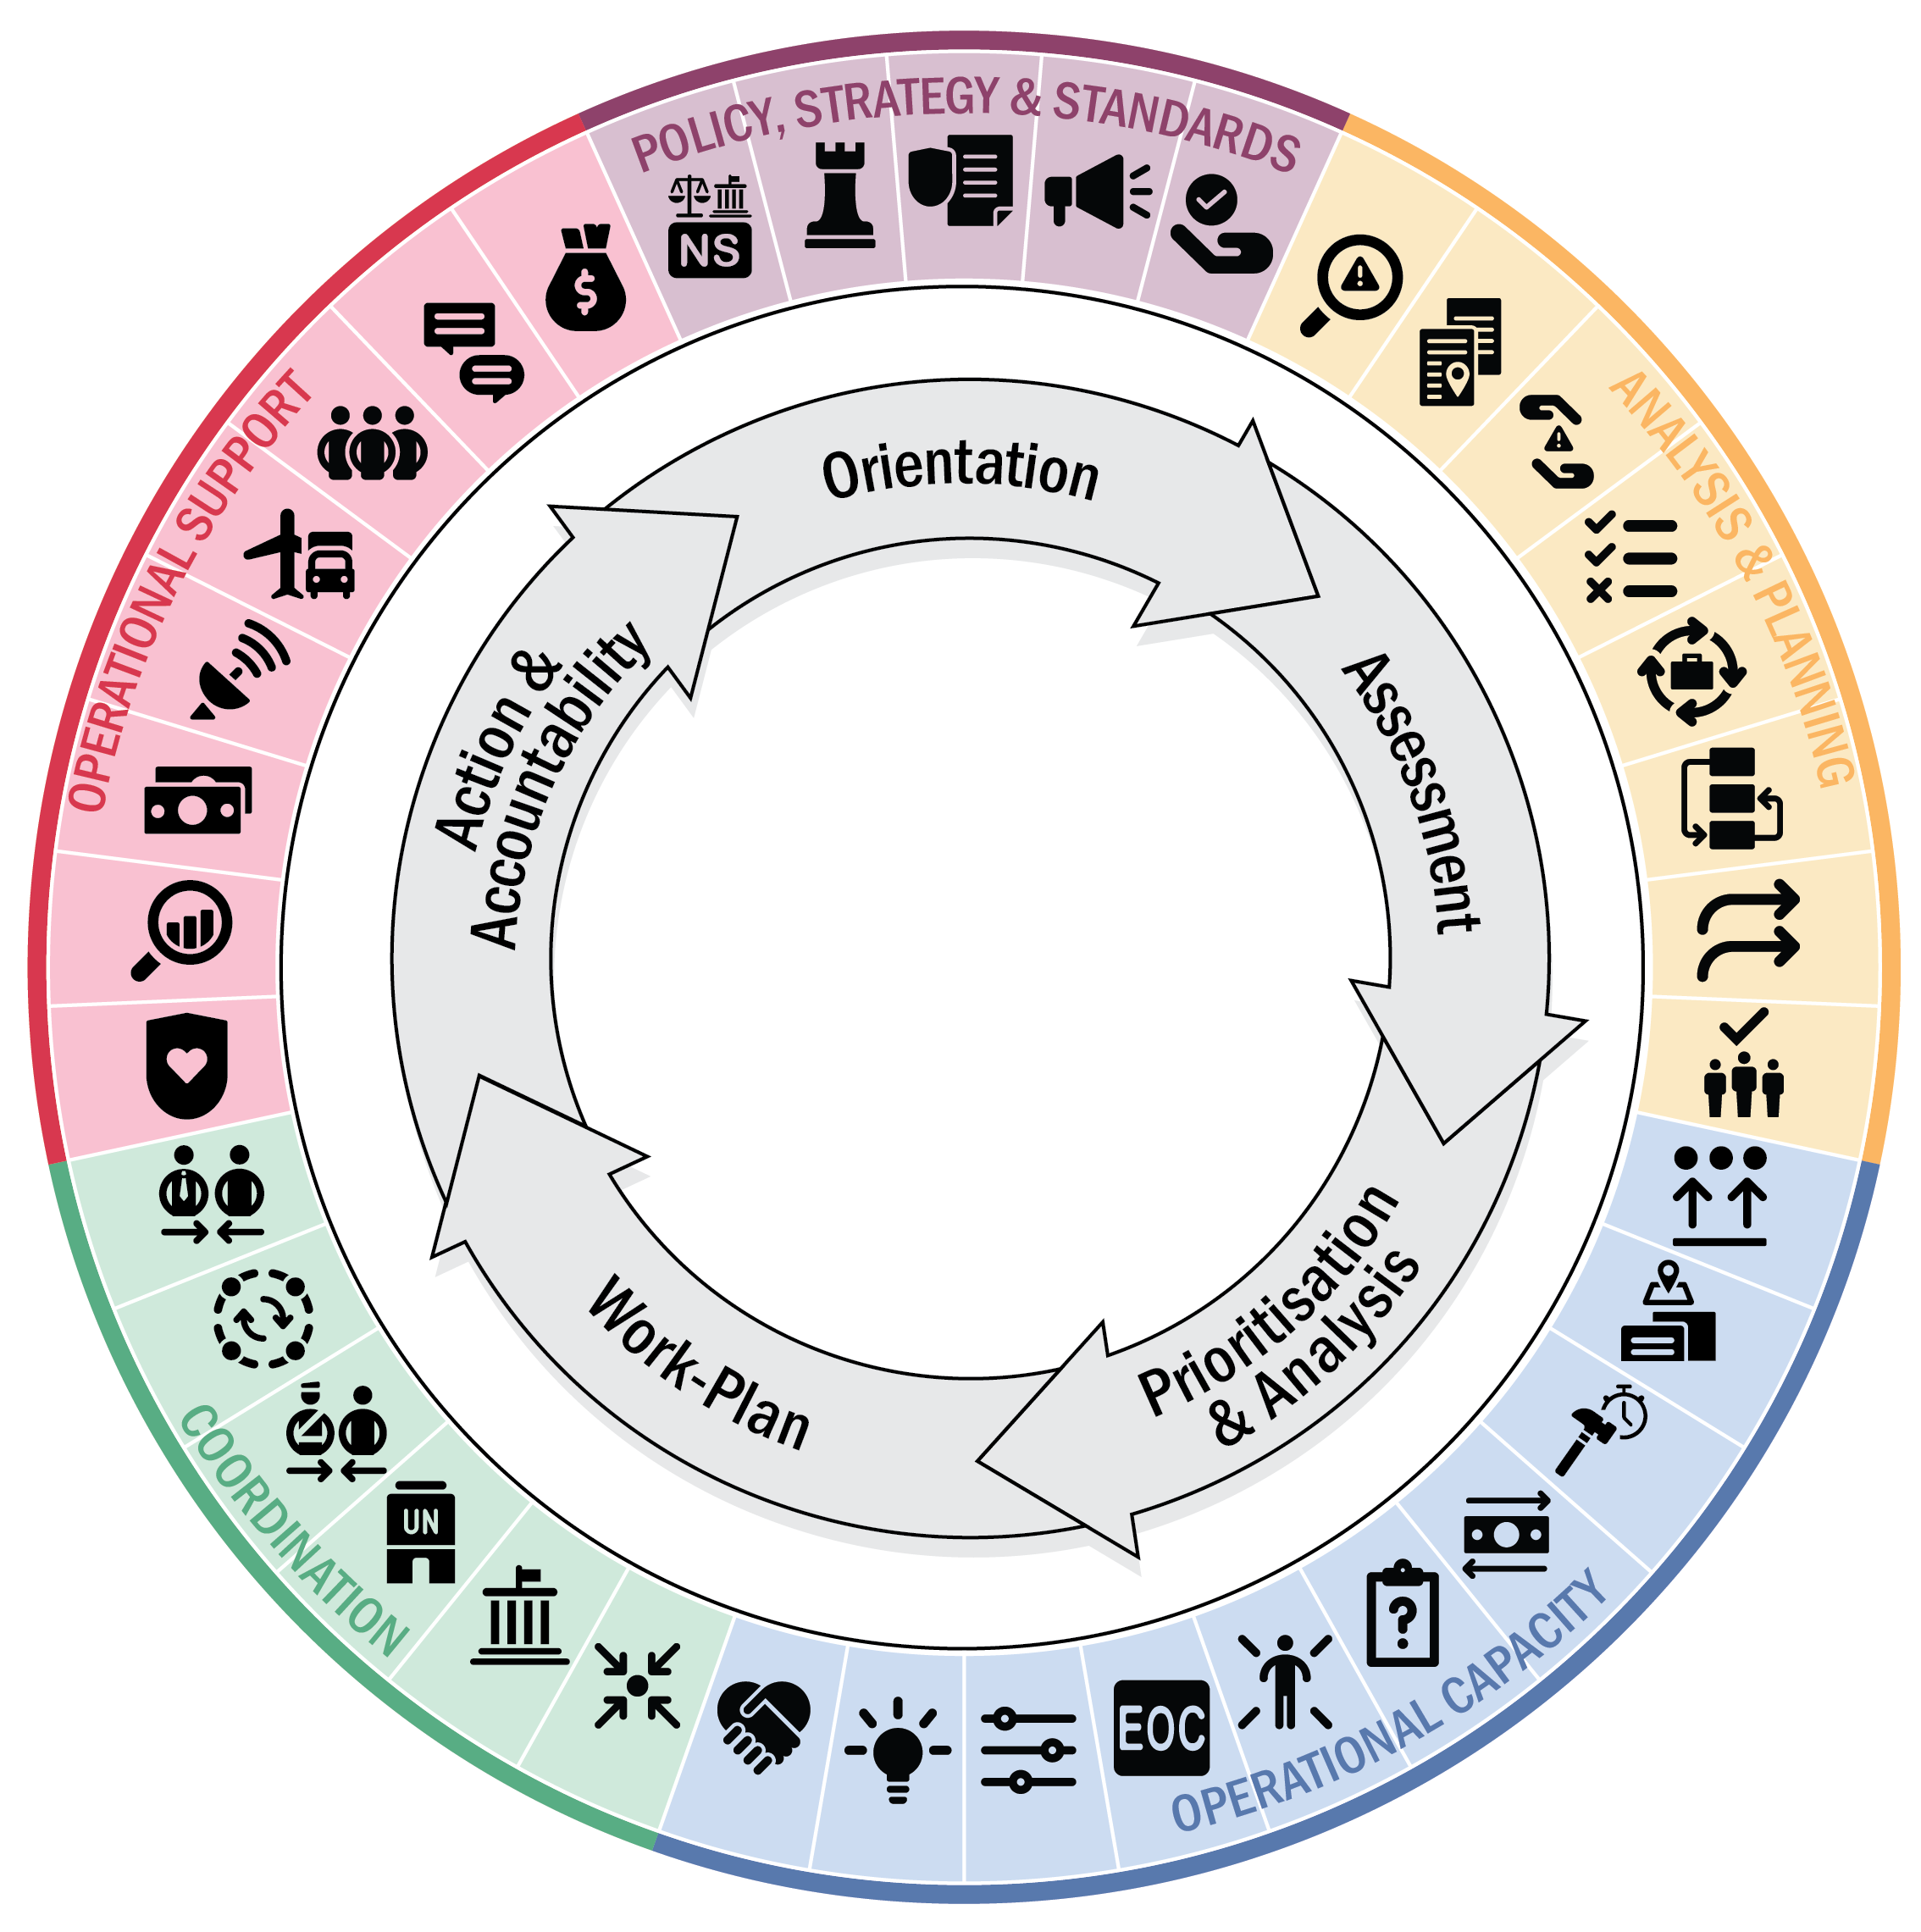 POLICY, STRATEGY & STANDARDS
NS
$
ANALYSIS & PLANNING
OPERATIONAL CAPACITY
EOC
?
COORDINATION
UN
OPERATIONAL SUPPORT
Orientation
Assessment
Prioritisation
& Analysis
Work-Plan
Action &
Accountability